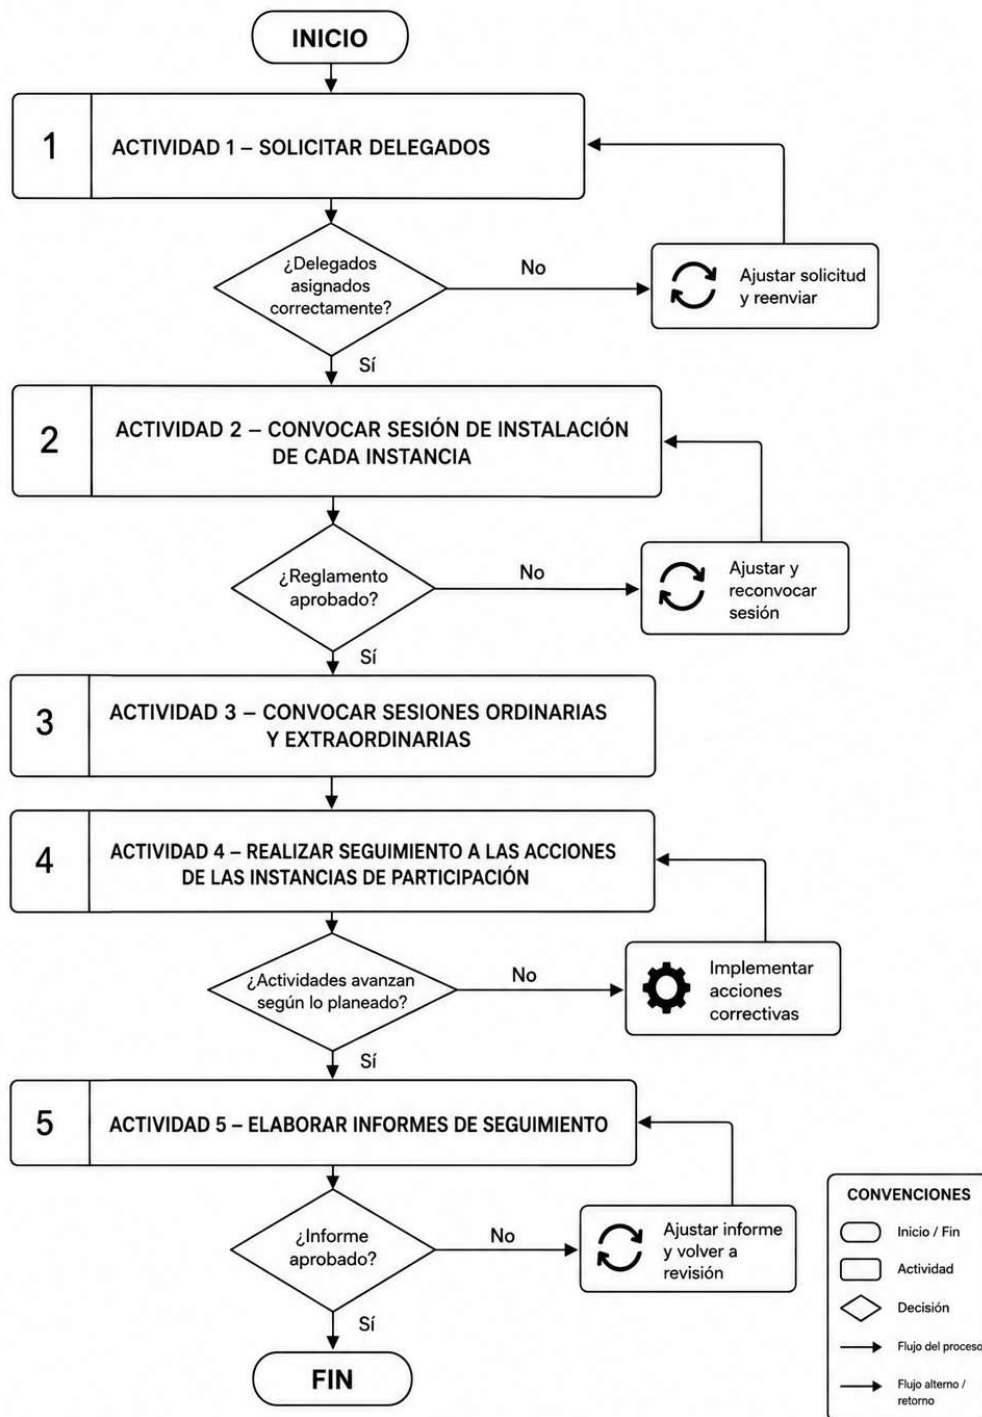 INICIO
1
ACTIVIDAD 1 – SOLICITAR DELEGADOS
¿Delegados
asignados
correctamente?
No
Ajustar solicitud
y reenviar
Sí
2
ACTIVIDAD 2 – CONVOCAR SESIÓN DE INSTALACIÓN
DE CADA INSTANCIA
¿Reglamento
aprobado?
No
Ajustar y
reconvocar
sesión
Sí
3
ACTIVIDAD 3 – CONVOCAR SESIONES ORDINARIAS
Y EXTRAORDINARIAS
4
ACTIVIDAD 4 – REALIZAR SEGUIMIENTO A LAS ACCIONES
DE LAS INSTANCIAS DE PARTICIPACIÓN
¿Actividades avanzan
según lo planeado?
No
Implementar
acciones
correctivas
Sí
5
ACTIVIDAD 5 – ELABORAR INFORMES DE SEGUIMIENTO
¿Informe
aprobado?
No
Ajustar informe
y volver a
revisión
Sí
FIN
CONVENCIONES
Inicio / Fin
Actividad
Decisión
Flujo del proceso
Flujo alterno /
retorno